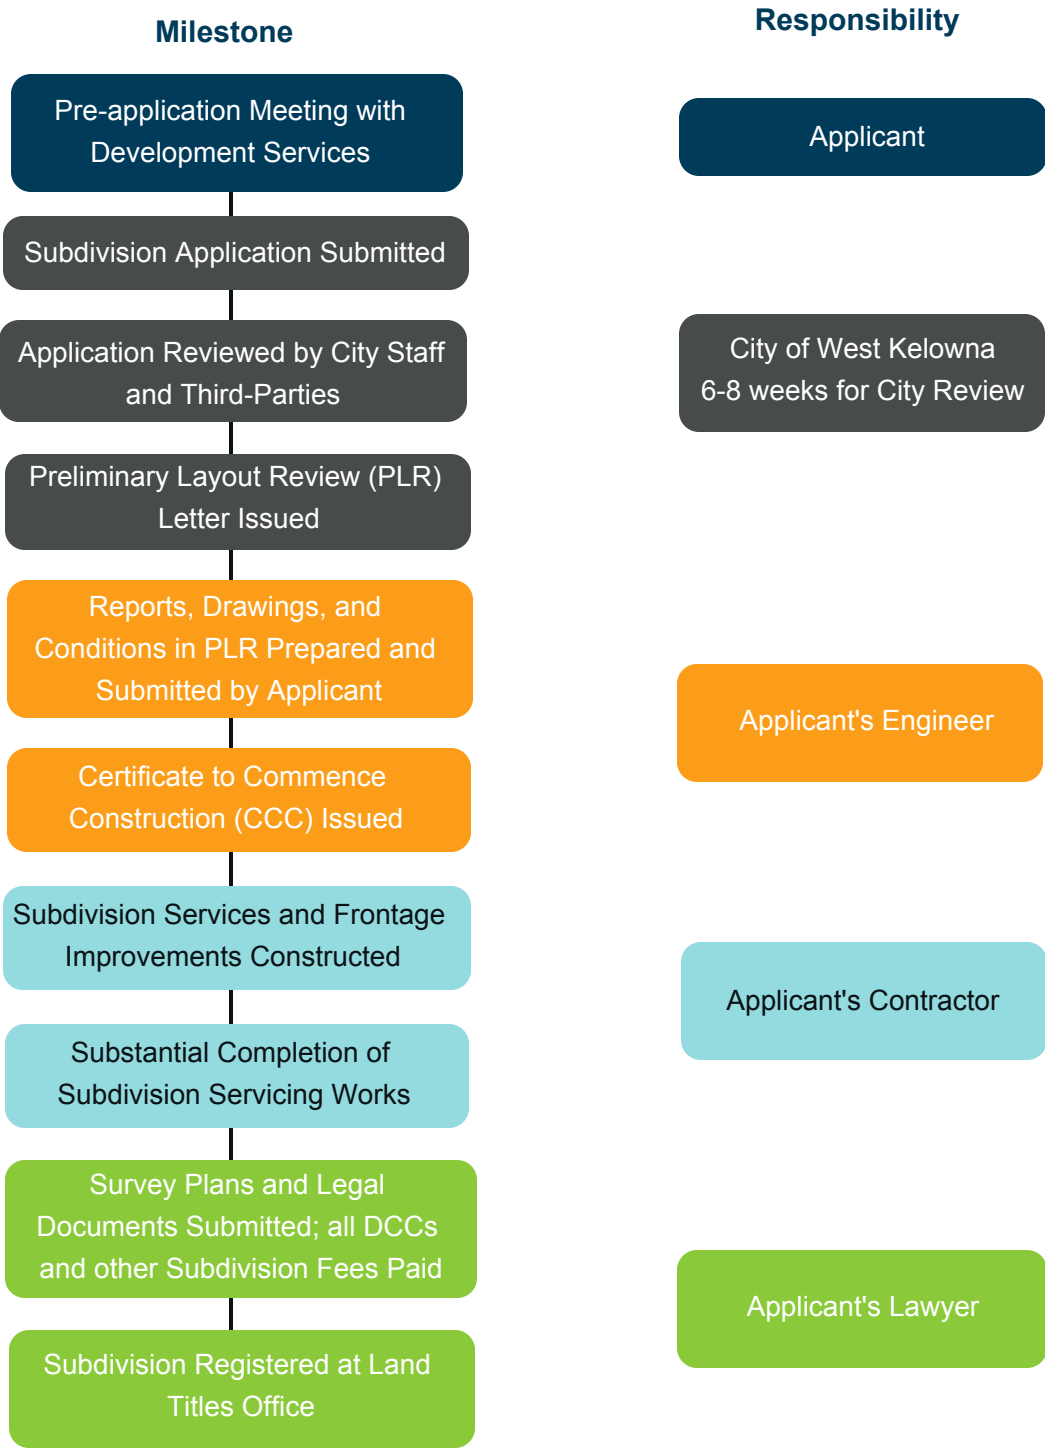 Milestone
Responsibility
Pre-application Meeting with
Development Services
Applicant
Subdivision Application Submitted
Application Reviewed by City Staff
and Third-Parties
City of West Kelowna
6-8 weeks for City Review
Preliminary Layout Review (PLR)
Letter Issued
Reports, Drawings, and
Conditions in PLR Prepared and
Submitted by Applicant
Applicant's Engineer
Certificate to Commence
Construction (CCC) Issued
Subdivision Services and Frontage
Improvements Constructed
Applicant's Contractor
Substantial Completion of
Subdivision Servicing Works
Survey Plans and Legal
Documents Submitted; all DCCs
and other Subdivision Fees Paid
Applicant's Lawyer
Subdivision Registered at Land
Titles Office